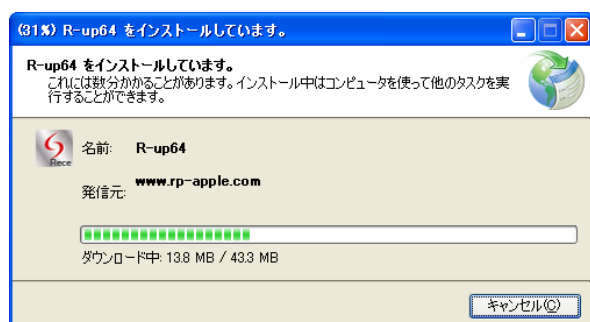 (31%) R-up64 をインストールしています。
R-up64 をインストールしています。
これには数分かかることがあります。インストール中はコンピュータを使って他のタスクを実
行することができます。
Rece
名前: R-up64
発信元: www.rp-apple.com
ダウンロード中: 13.8 MB / 43.3 MB
キャンセル(C)